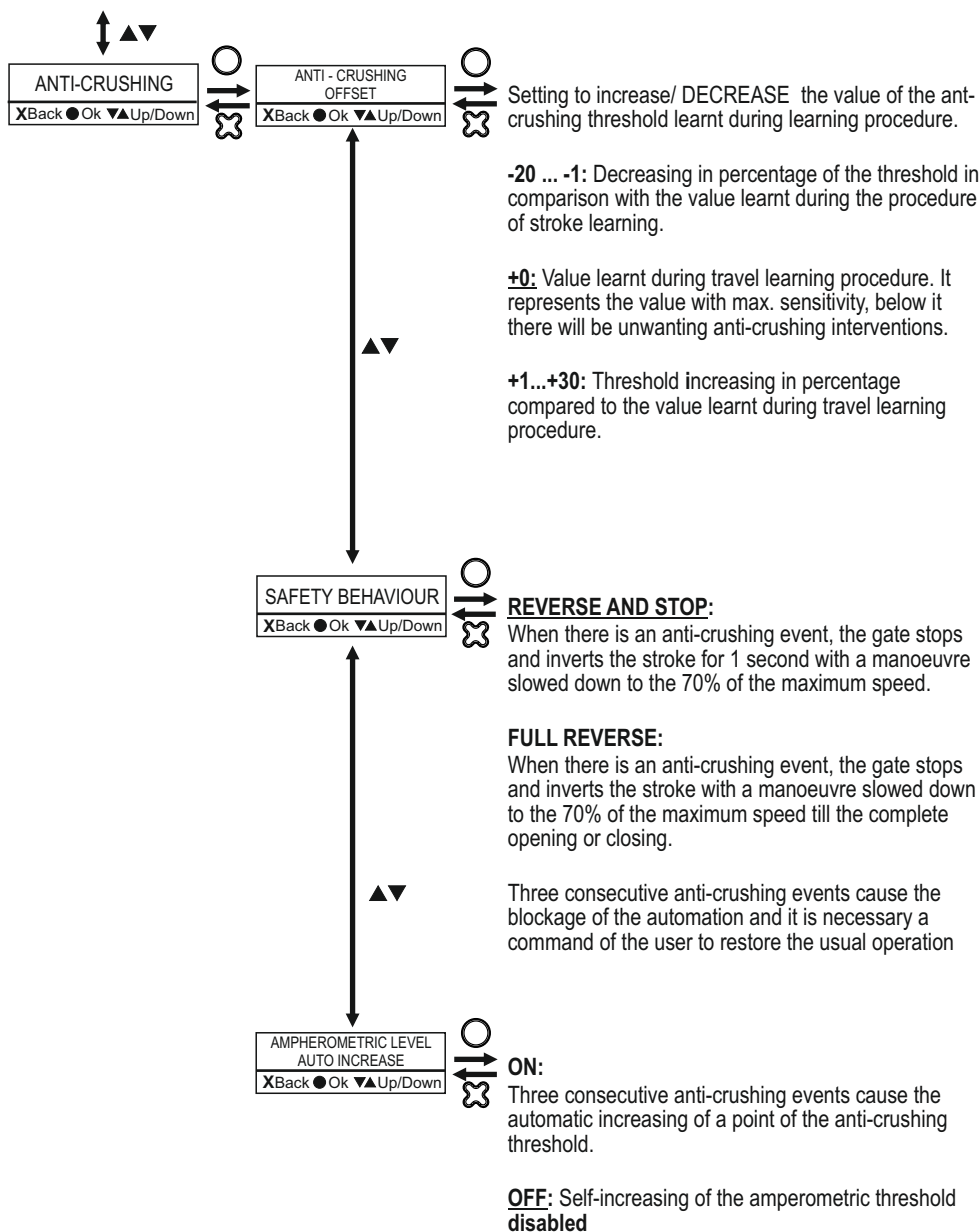 ▲▼
ANTI-CRUSHING
XBack ●Ok ▼▲Up/Down
ANTI - CRUSHING
OFFSET
XBack ●Ok ▼▲Up/Down
Setting to increase/ DECREASE the value of the ant-
crushing threshold learnt during learning procedure.
-20 ... -1: Decreasing in percentage of the threshold in
comparison with the value learnt during the procedure
of stroke learning.
+0: Value learnt during travel learning procedure. It
represents the value with max. sensitivity, below it
there will be unwanting anti-crushing interventions.
▲▼
+1...+30: Threshold increasing in percentage
compared to the value learnt during travel learning
procedure.
SAFETY BEHAVIOUR
XBack ●Ok ▼▲Up/Down
REVERSE AND STOP:
When there is an anti-crushing event, the gate stops
and inverts the stroke for 1 second with a manoeuvre
slowed down to the 70% of the maximum speed.
FULL REVERSE:
When there is an anti-crushing event, the gate stops
and inverts the stroke with a manoeuvre slowed down
to the 70% of the maximum speed till the complete
opening or closing.
▲▼
Three consecutive anti-crushing events cause the
blockage of the automation and it is necessary a
command of the user to restore the usual operation
AMPHEROMETRIC LEVEL
AUTO INCREASE
XBack ●Ok ▼▲Up/Down
ON:
Three consecutive anti-crushing events cause the
automatic increasing of a point of the anti-crushing
threshold.
OFF: Self-increasing of the amperometric threshold
disabled